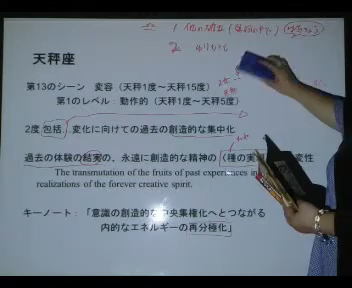 天秤座
第13のシーン 変容（天秤1度～天秤15度）
第1のレベル：動作的（天秤1度～天秤5度）
2度包括、変化に向けての過去の創造的な集中化
過去の体験の結実の、永遠に創造的な精神の（種の実 変性
The transmutation of the fruits of past experiences in
realizations of the forever creative spirit.
キーノート：「意識の創造的な中央集権化へとつながる
内的なエネルギーの再分極化」